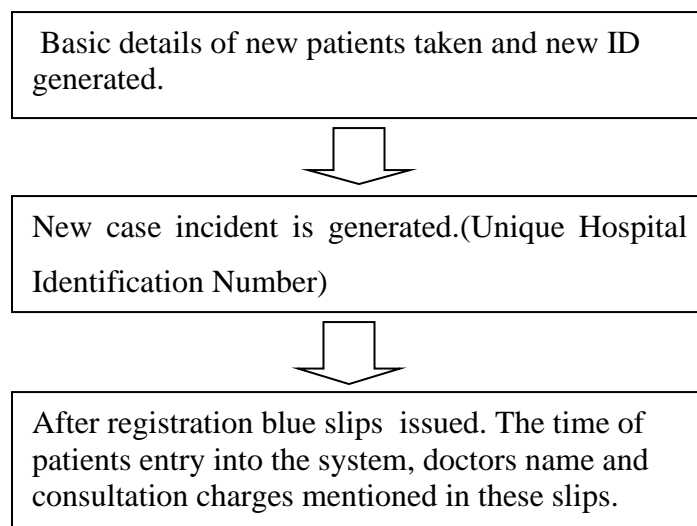 Basic details of new patients taken and new ID
generated.
New case incident is generated.(Unique Hospital
Identification Number)
After registration blue slips issued. The time of
patients entry into the system, doctors name and
consultation charges mentioned in these slips.